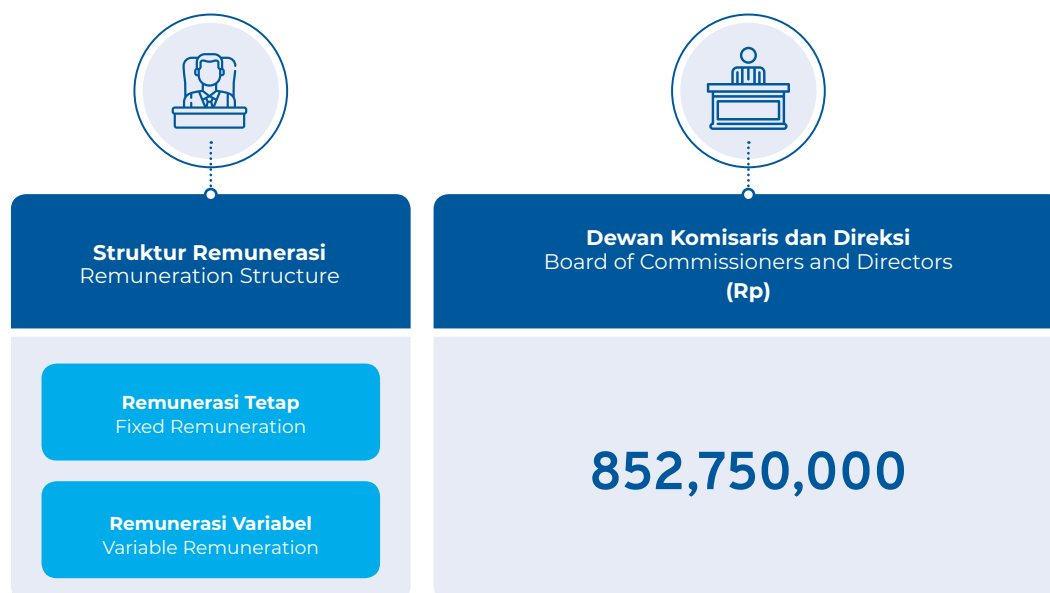 Struktur Remunerasi
Remuneration Structure
Dewan Komisaris dan Direksi
Board of Commissioners and Directors
(Rp)
Remunerasi Tetap
Fixed Remuneration
Remunerasi Variabel
Variable Remuneration
852,750,000